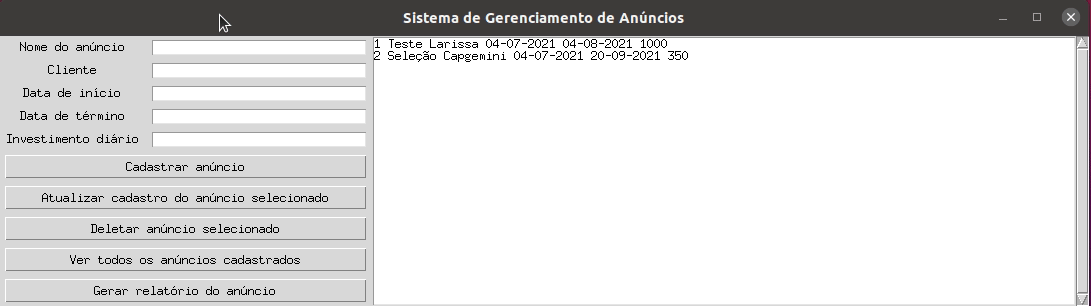 Sistema de Gerenciamento de Anúncios
Nome do anúncio
Cliente
Data de início
Data de término
Investimento diário
Cadastrar anúncio
Atualizar cadastro do anúncio selecionado
Deletar anúncio selecionado
Ver todos os anúncios cadastrados
Gerar relatório do anúncio
1 Teste Larissa 04-07-2021 04-08-2021 1000
2 Seleção Capgemini 04-07-2021 20-09-2021 350